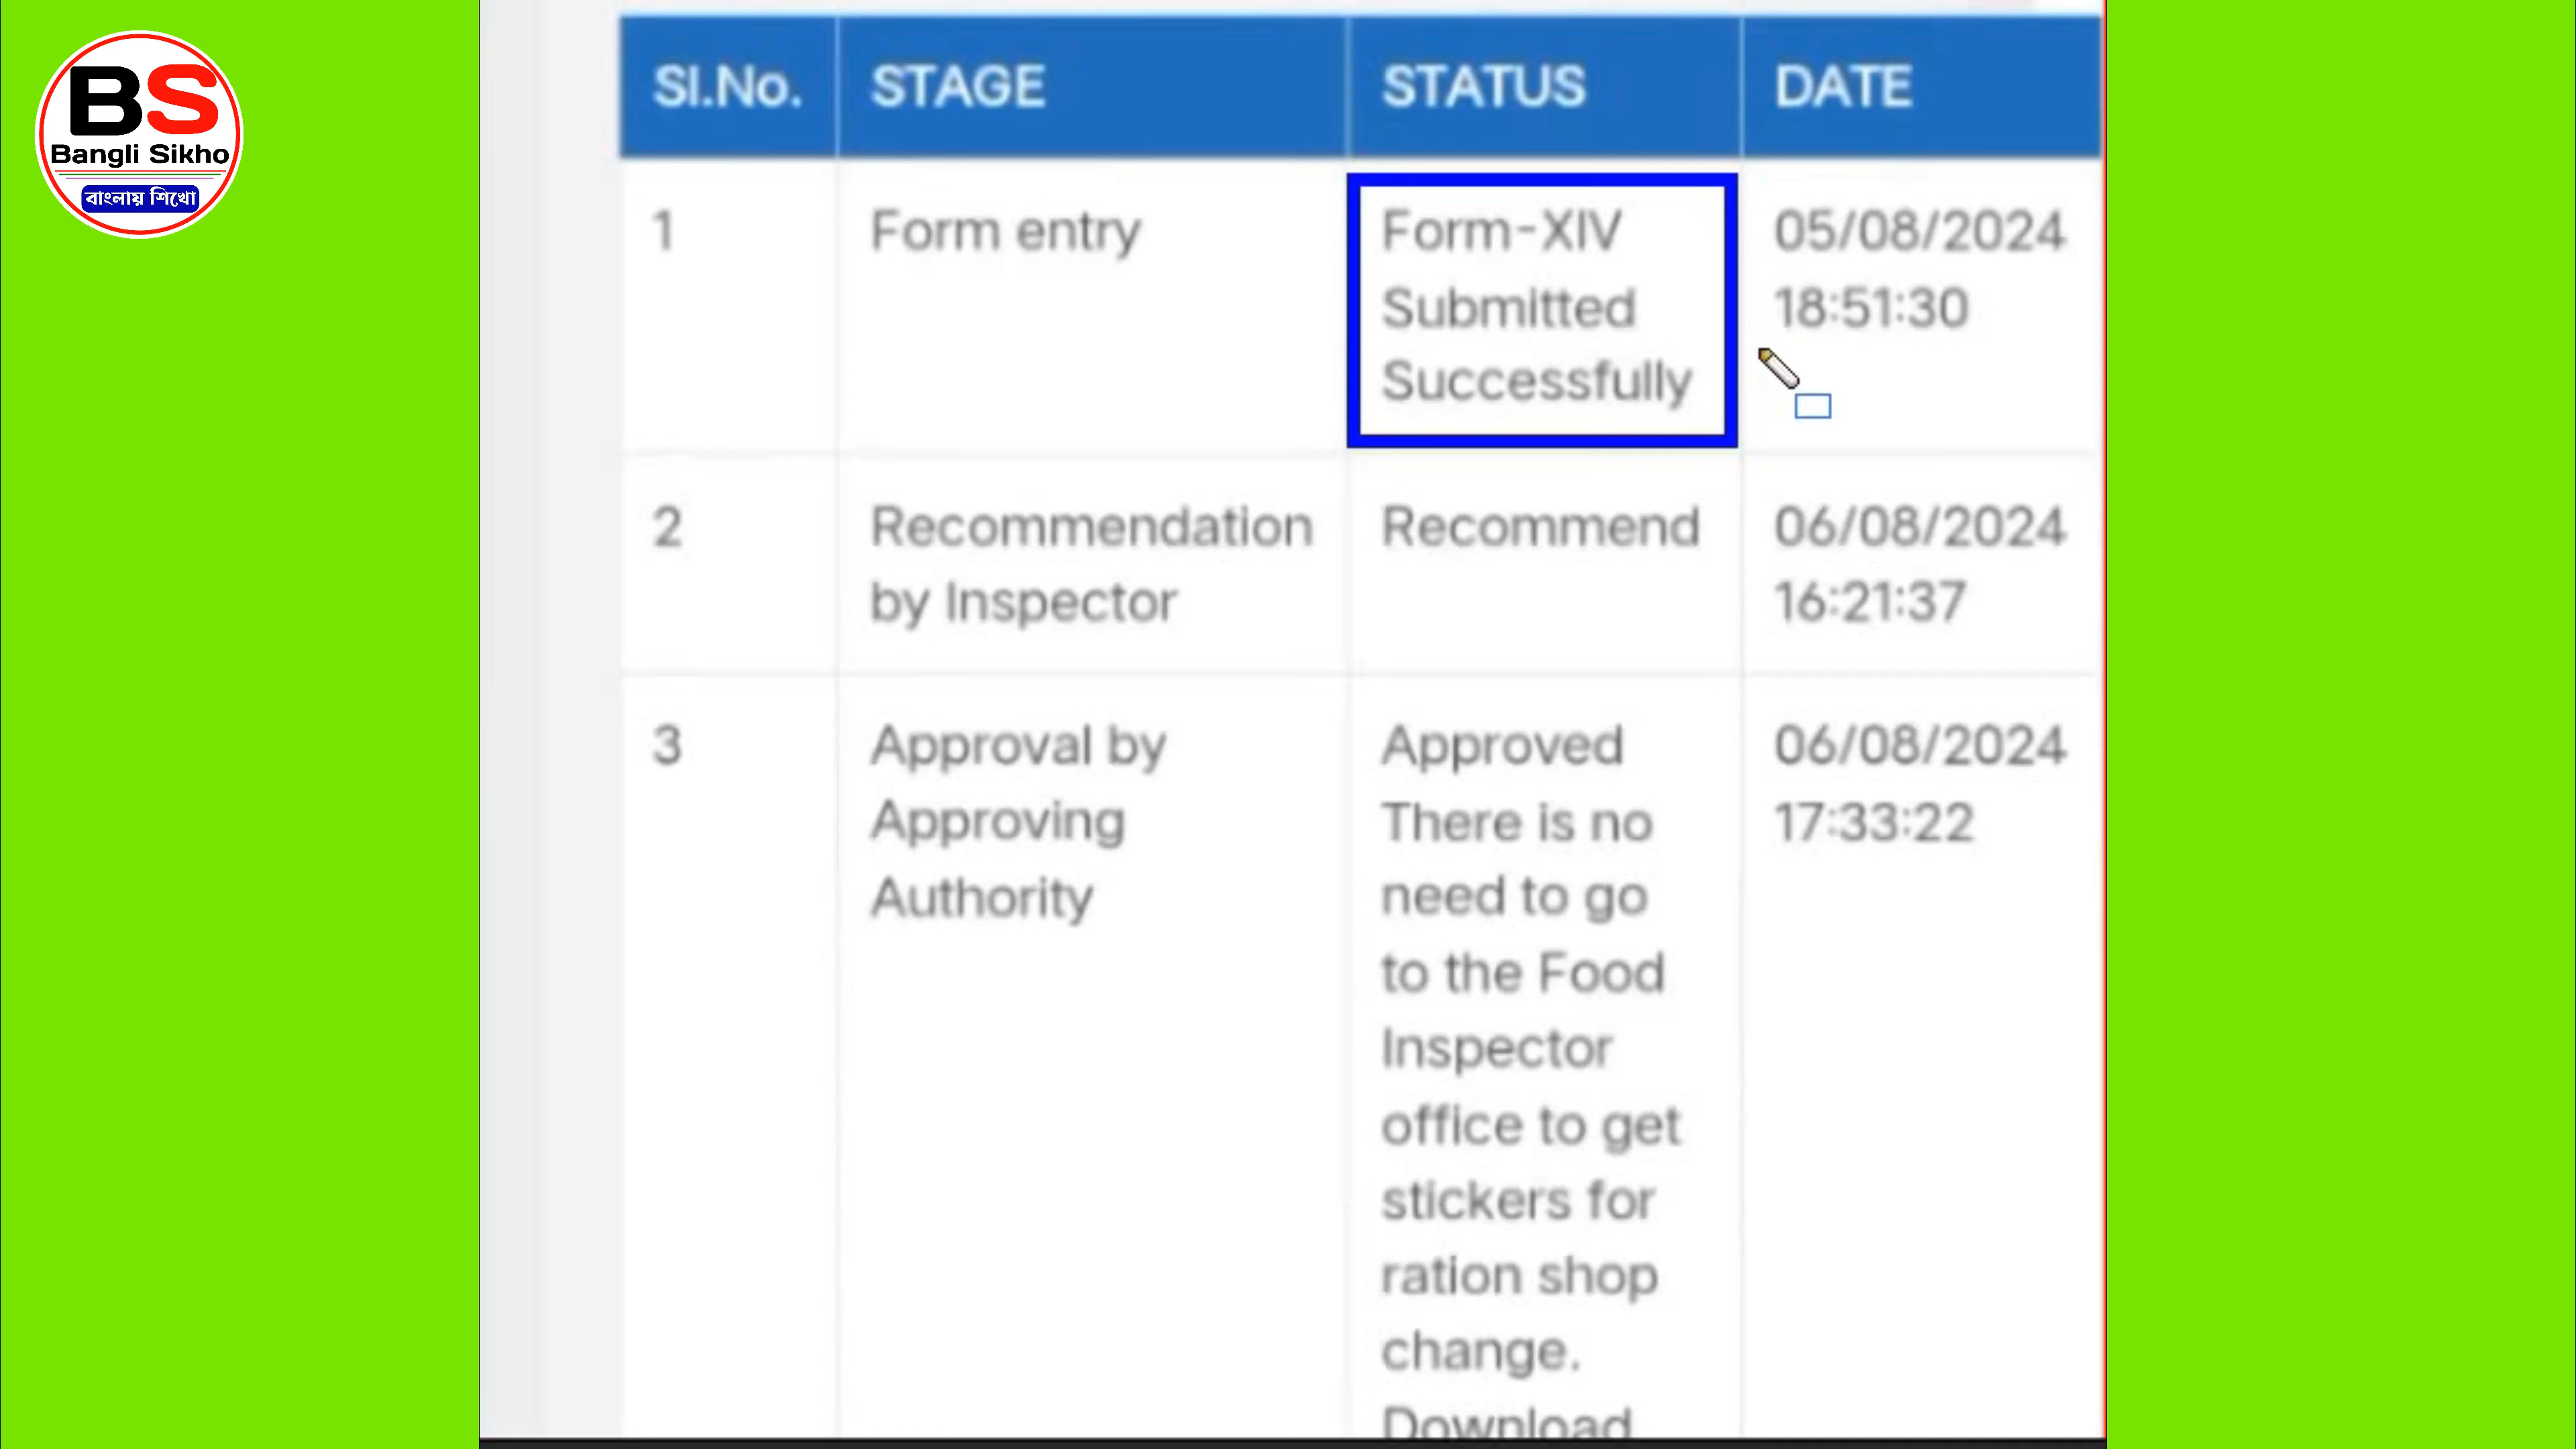 BS
Bangli Sikho
বাংলায় শিখো
Sl.No. STAGE STATUS DATE
1 Form entry Form-XIV 05/08/2024
Submitted 18:51:30
Successfully
2 Recommendation Recommend 06/08/2024
by Inspector 16:21:37
3 Approval by Approved 06/08/2024
Approving There is no 17:33:22
Authority need to go
to the Food
Inspector
office to get
stickers for
ration shop
change.
Download